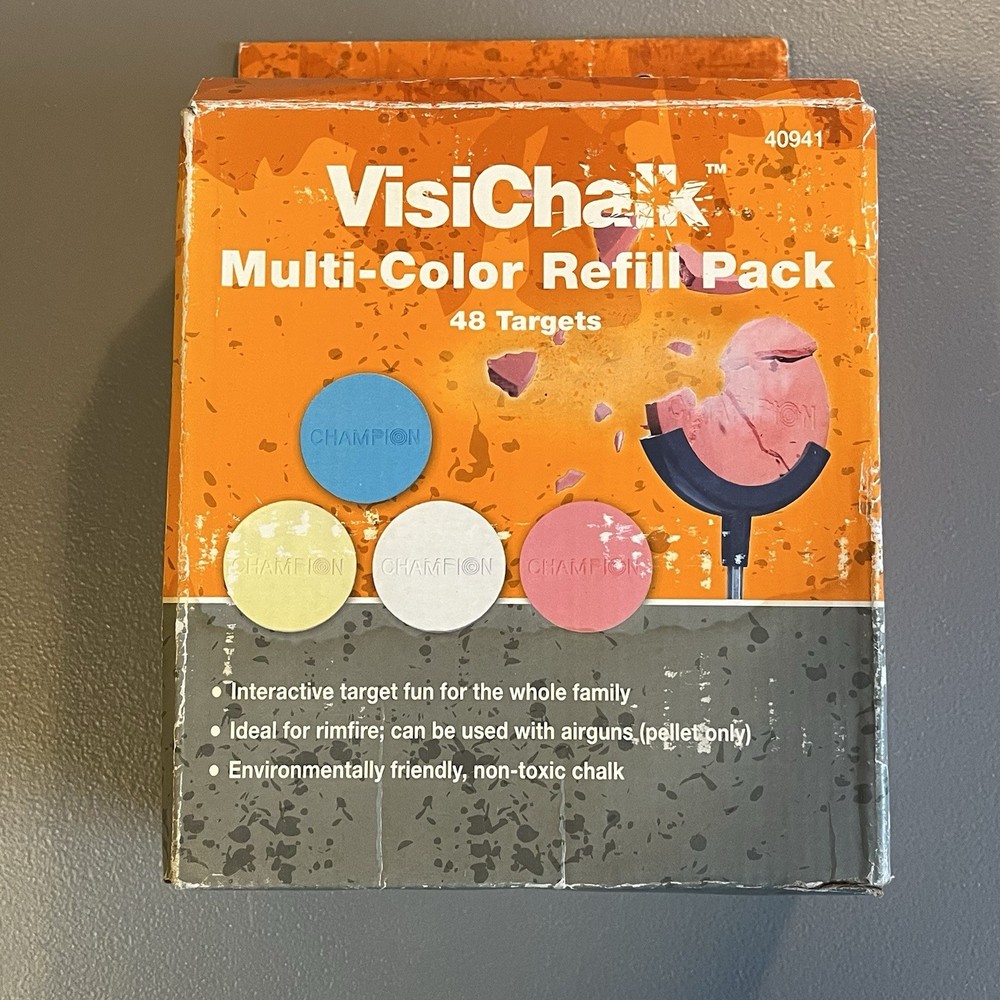 40941
VisiChalk™
Multi-Color Refill Pack
48 Targets
CHAMPION
CHAMPION
CHAMPION CHAMPION CHAMPION
• Interactive target fun for the whole family
• Ideal for rimfire; can be used with airguns (pellet only)
• Environmentally friendly, non-toxic chalk